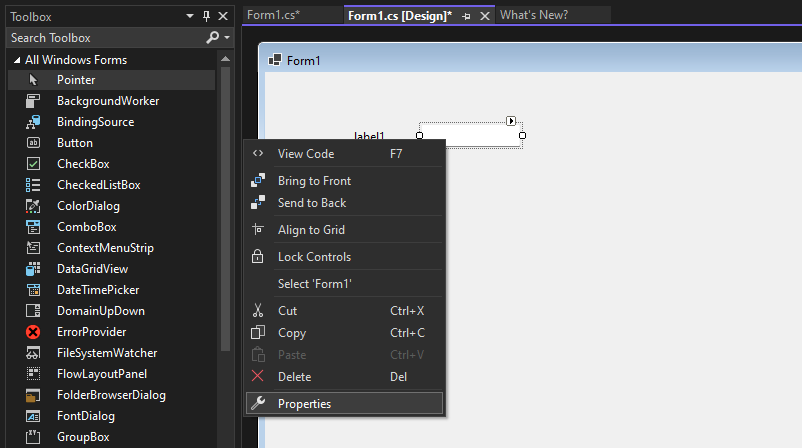 Toolbox
Search Toolbox
All Windows Forms
Pointer
BackgroundWorker
BindingSource
Button
CheckBox
CheckedListBox
ColorDialog
ComboBox
ContextMenuStrip
DataGridView
DateTimePicker
DomainUpDown
ErrorProvider
FileSystemWatcher
FlowLayoutPanel
FolderBrowserDialog
FontDialog
GroupBox
Form1.cs*
Form1.cs [Design]*
What's New?
Form1
label1
View Code F7
Bring to Front
Send to Back
Align to Grid
Lock Controls
Select 'Form1'
Cut Ctrl+X
Copy Ctrl+C
Paste Ctrl+V
Delete Del
Properties